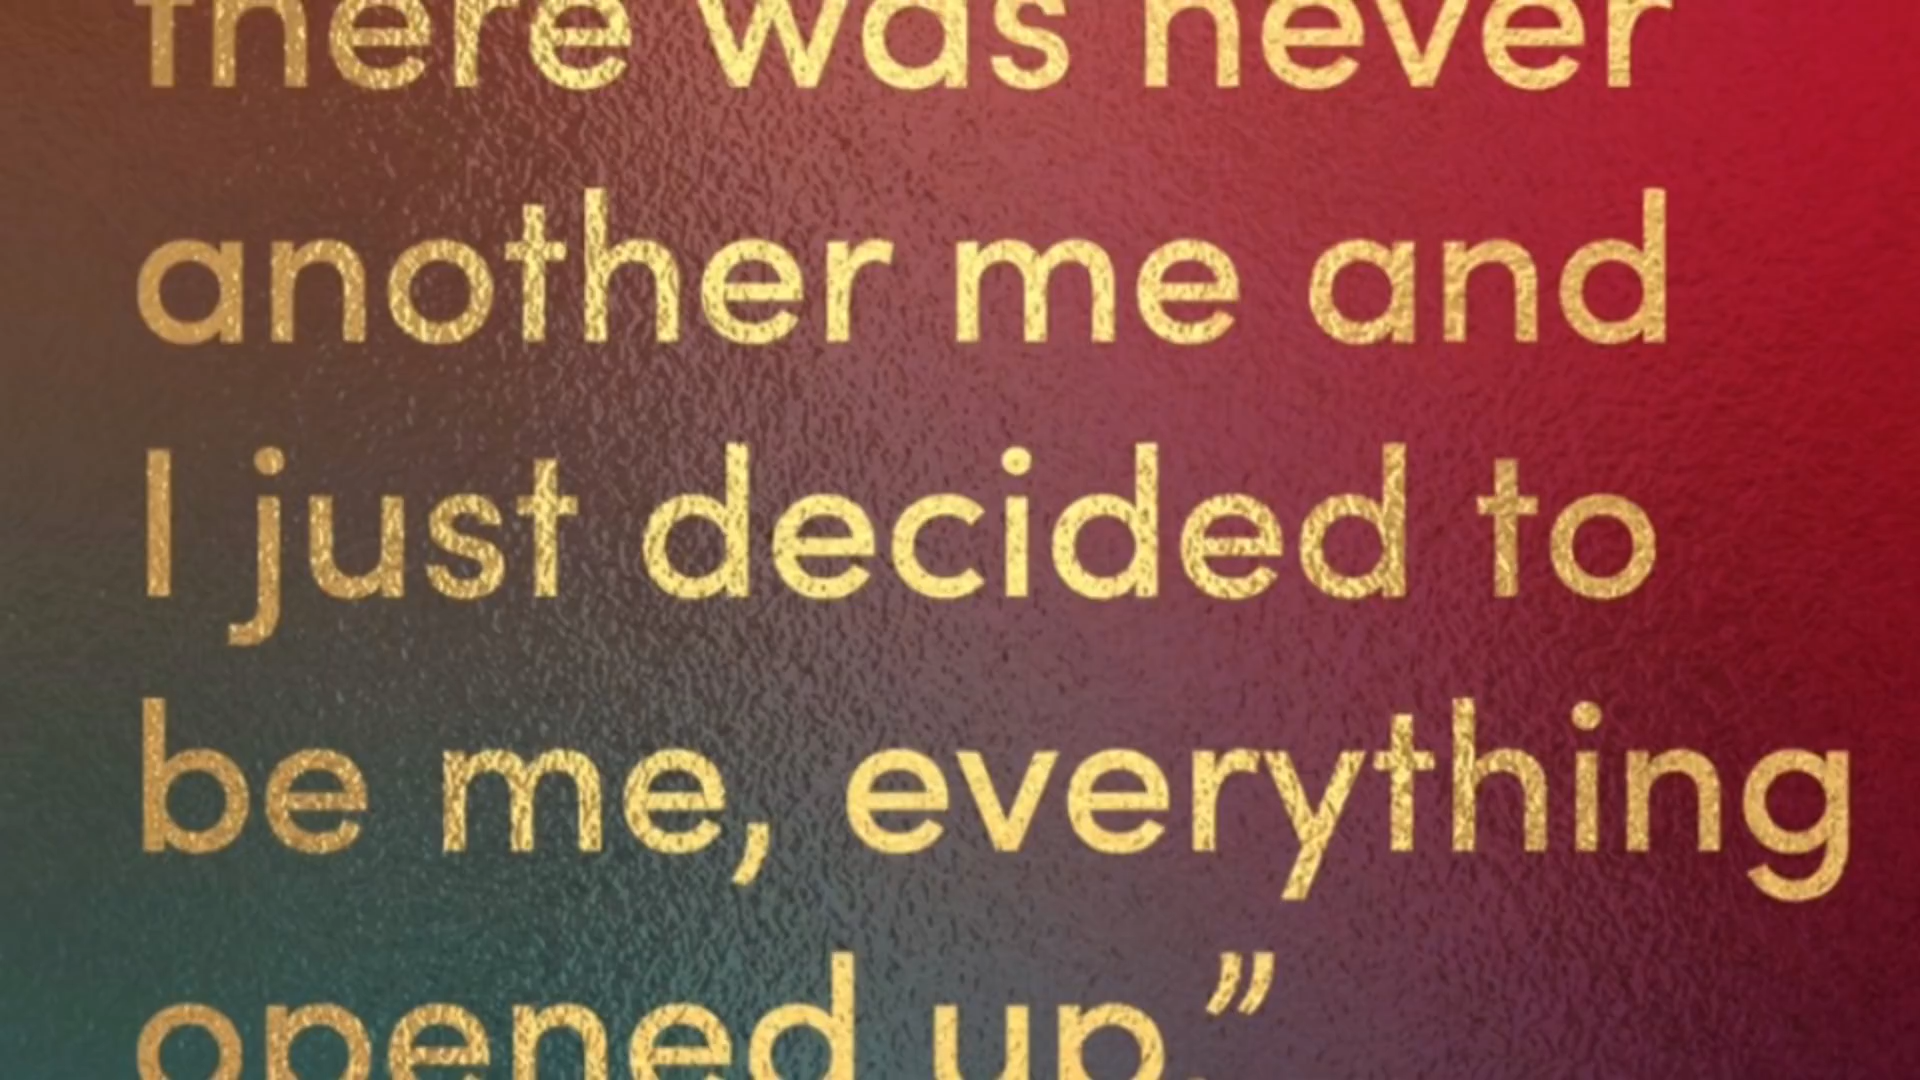 there was never
another me and
I just decided to
be me, everything
opened up.”